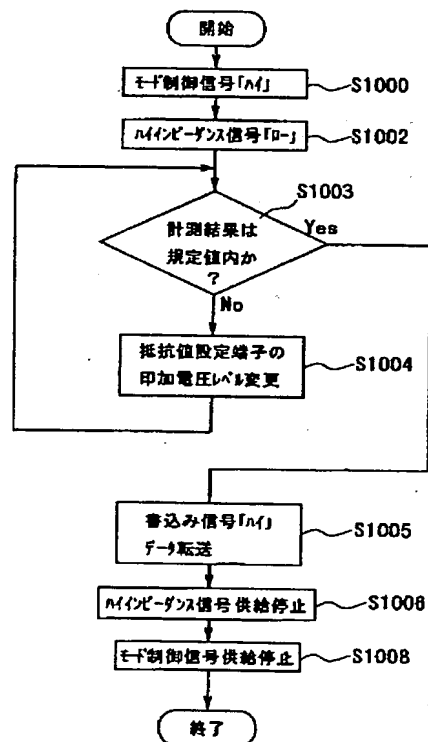 開始
モード制御信号「ハイ」
S1000
ハイインピーダンス信号「ロー」
S1002
S1003
計測結果は
規定値内か
?
Yes
No
抵抗値設定端子の
印加電圧レベル変更
S1004
書込み信号「ハイ」
データ転送
S1005
ハイインピーダンス信号供給停止
S1006
モード制御信号供給停止
S1008
終了